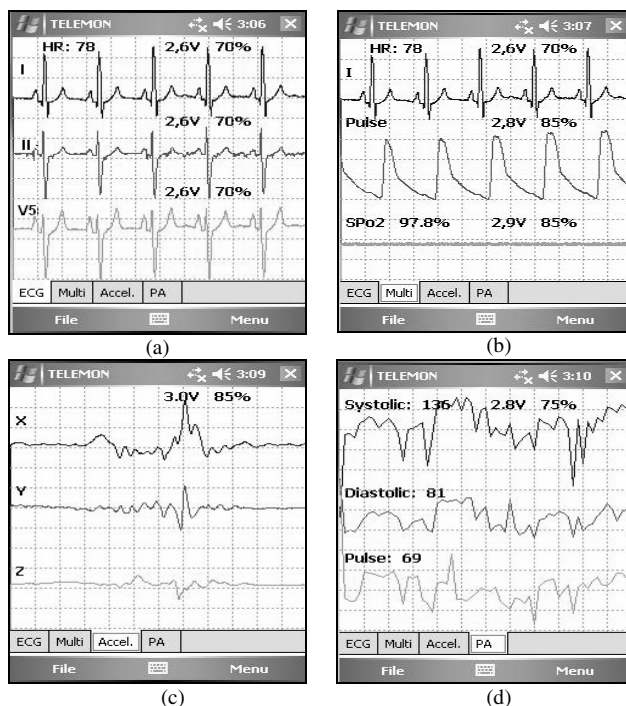 TELEMON 3:06
HR: 78 2,6V 70%
I
2,6V 70%
II
2,6V 70%
V5
ECG Multi Accel. PA
File Menu
(a)
TELEMON 3:07
HR: 78 2,6V 70%
I
Pulse 2,8V 85%
SPo2 97.8% 2,9V 85%
ECG Multi Accel. PA
File Menu
(b)
TELEMON 3:09
3.0V 85%
X
Y
Z
ECG Multi Accel. PA
File Menu
(c)
TELEMON 3:10
Systolic: 136 2.8V 75%
Diastolic: 81
Pulse: 69
ECG Multi Accel. PA
File Menu
(d)